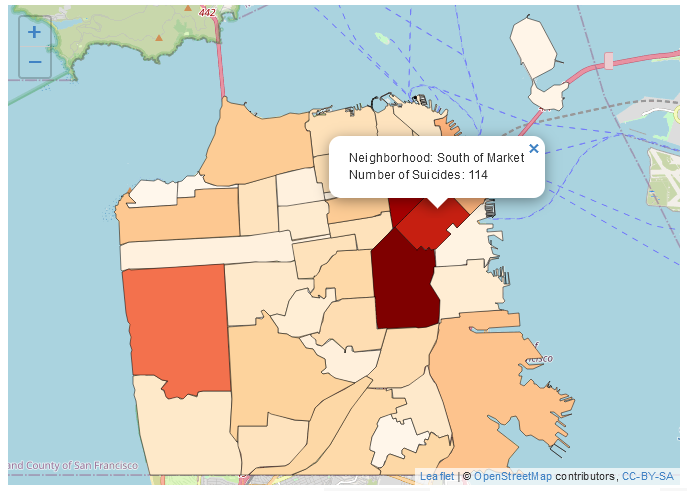 442
+
−
Neighborhood: South of Market ×
Number of Suicides: 114
and County of San Francisco
Leaflet | © OpenStreetMap contributors, CC-BY-SA